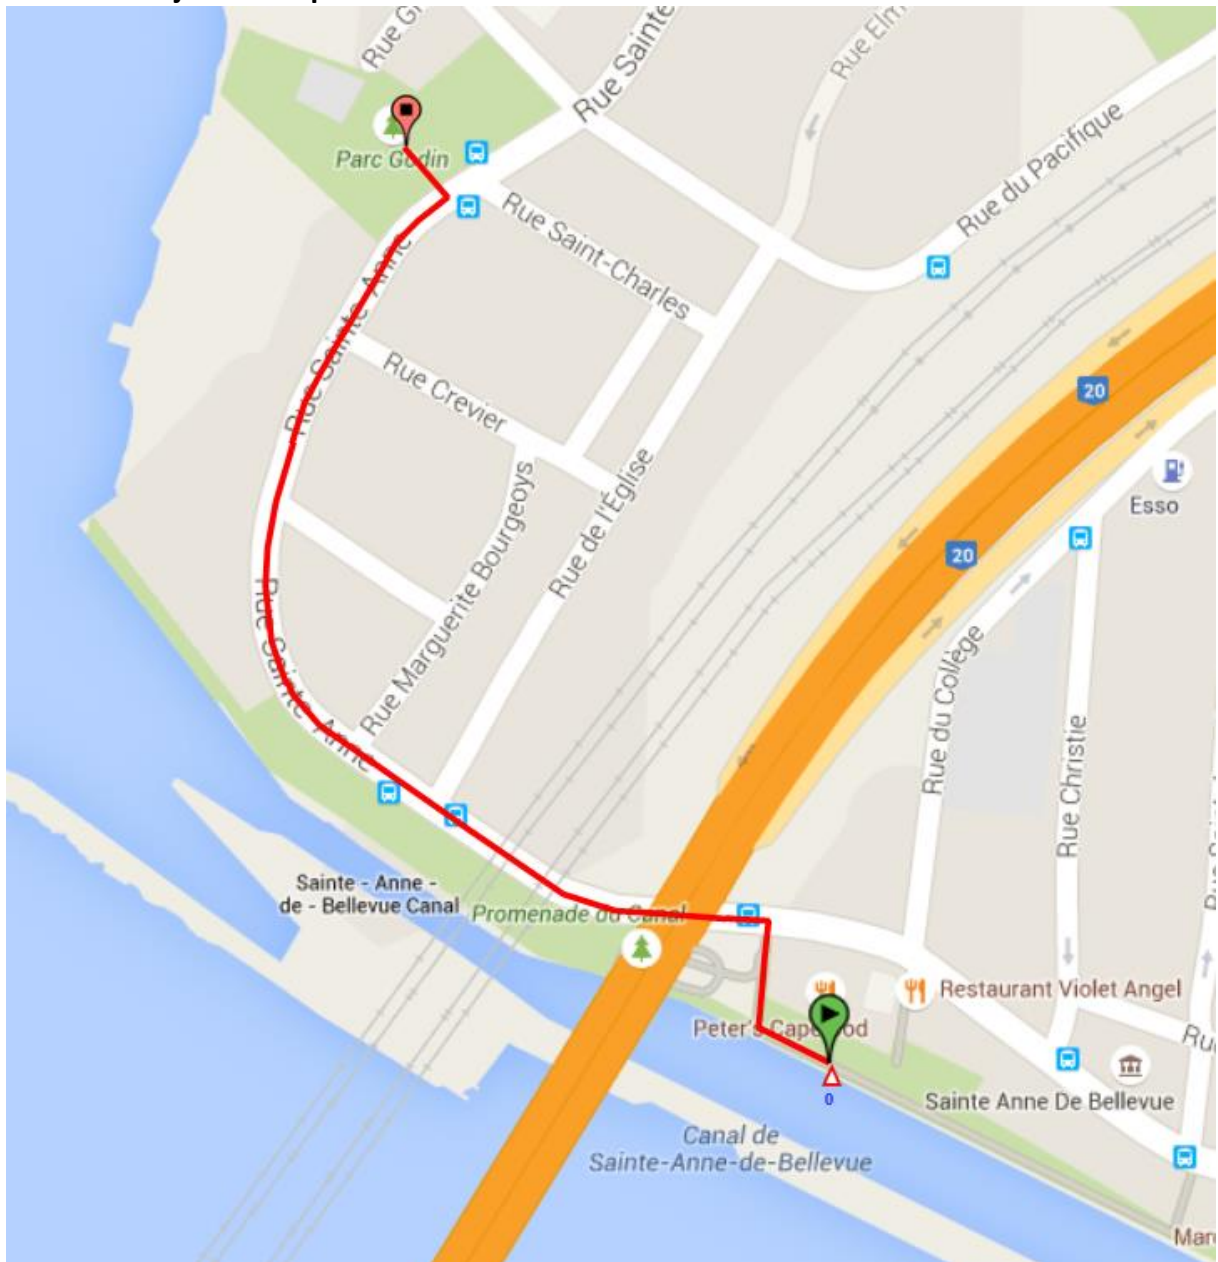 Rue
Rue Sainte
Rue Elm
Parc Godin
Rue du Pacifique
Rue Saint-Charles
Rue Sainte-Anne
Rue Crevier
20
Esso
Rue de l'Église
Rue Marguerite Bourgeoys
20
Rue Sainte-Anne
Rue du Collège
Rue Christie
Sainte - Anne -
de - Bellevue Canal
Promenade du Canal
Restaurant Violet Angel
Peter's Cape Cod
Rue
Sainte Anne De Bellevue
0
Canal de
Sainte-Anne-de-Bellevue